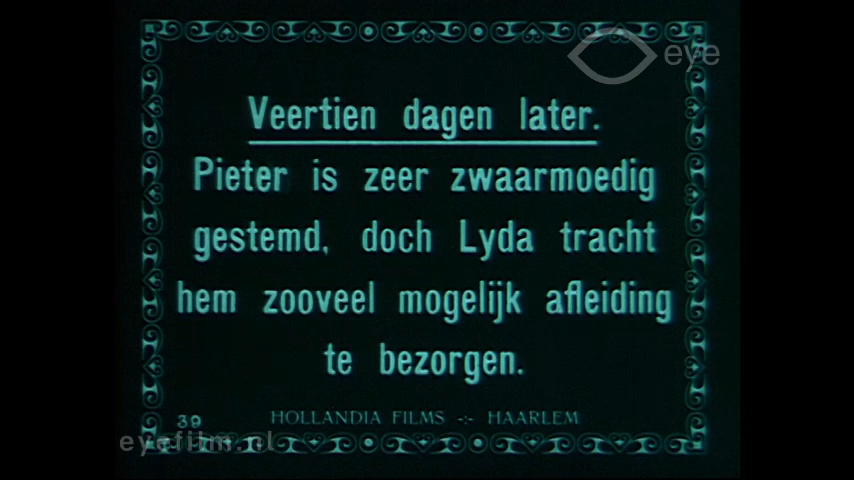 eye
Veertien dagen later.
Pieter is zeer zwaarmoedig
gestemd, doch Lyda tracht
hem zooveel mogelijk afleiding
te bezorgen.
39
HOLLANDIA FILMS -:- HAARLEM
eyefilm.nl